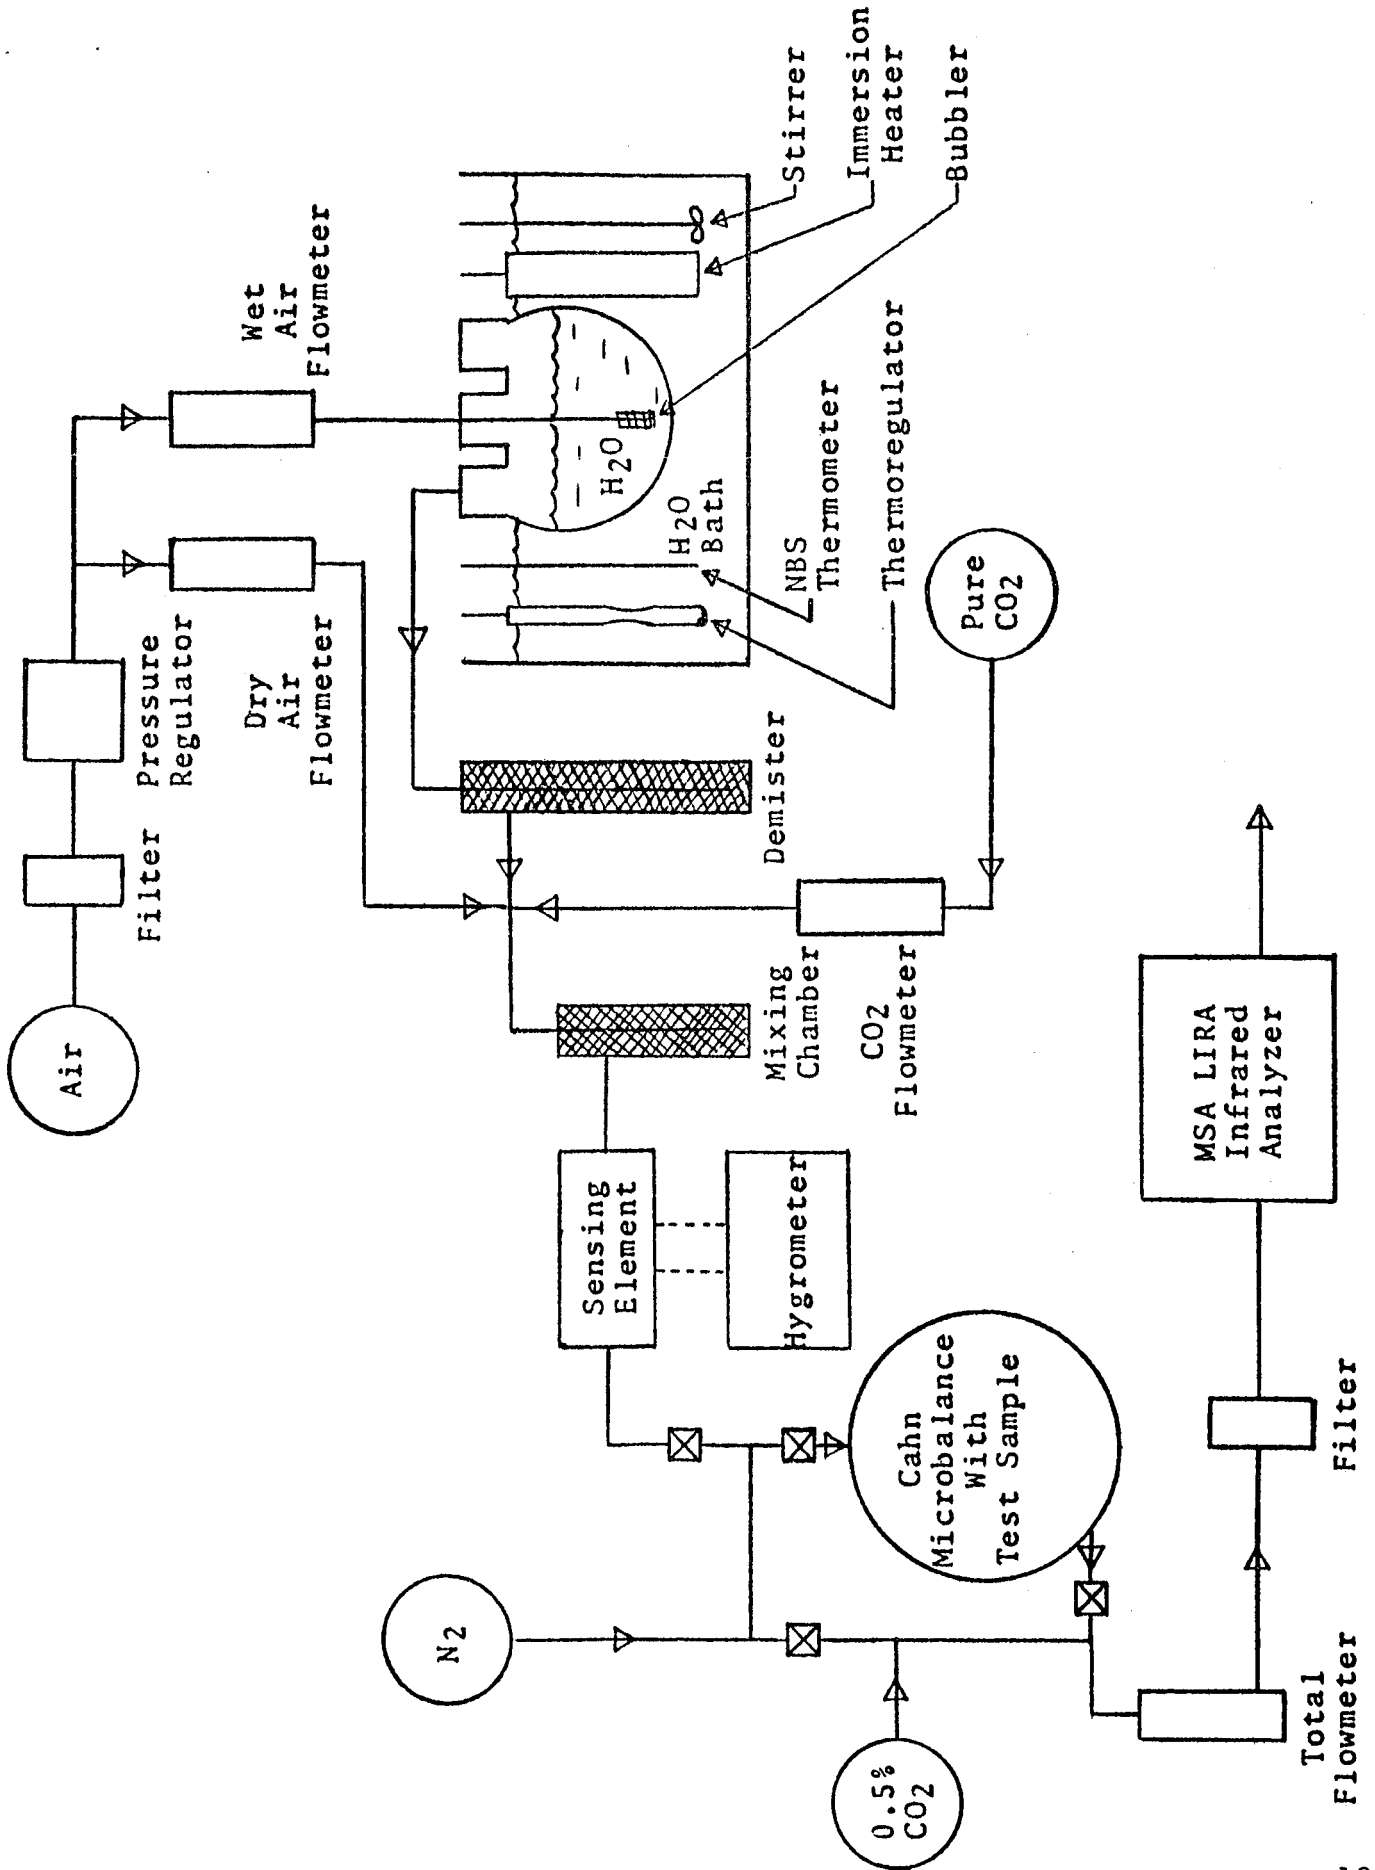 Air
Filter
Pressure
Regulator
Dry
Air
Flowmeter
Wet
Air
Flowmeter
Stirrer
Immersion
Heater
Bubbler
H2O
H2O
Bath
NBS
Thermometer
Thermoregulator
Demister
Pure
CO2
Mixing
Chamber
CO2
Flowmeter
Sensing
Element
Hygrometer
N2
Cahn
Microbalance
With
Test Sample
0.5%
CO2
MSA LIRA
Infrared
Analyzer
Filter
Total
Flowmeter